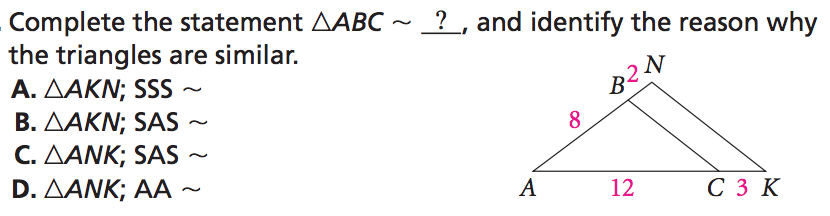 Complete the statement △ABC ~ ?, and identify the reason why
the triangles are similar.
A. △AKN; SSS ~
B. △AKN; SAS ~
C. △ANK; SAS ~
D. △ANK; AA ~
N
2
B
8
A
12
C
3
K